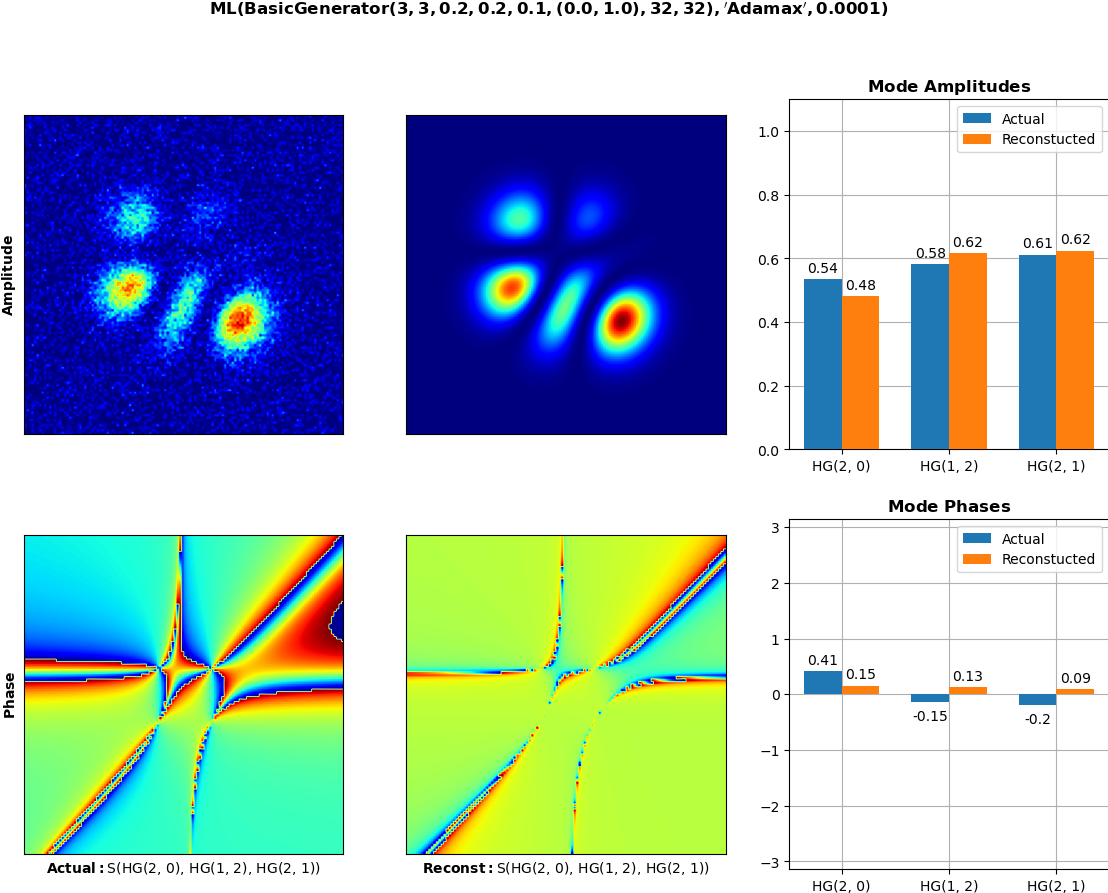 ML(BasicGenerator(3, 3, 0.2, 0.2, 0.1, (0.0, 1.0), 32, 32), 'Adamax', 0.0001)
Amplitude
Mode Amplitudes
Actual
Reconstucted
1.0
0.8
0.6
0.4
0.2
0.0
0.54
0.48
0.58
0.62
0.61
0.62
HG(2, 0)
HG(1, 2)
HG(2, 1)
Phase
Actual: S(HG(2, 0), HG(1, 2), HG(2, 1))
Reconst: S(HG(2, 0), HG(1, 2), HG(2, 1))
Mode Phases
Actual
Reconstucted
3
2
1
0
−1
−2
−3
0.41
0.15
-0.15
0.13
-0.2
0.09
HG(2, 0)
HG(1, 2)
HG(2, 1)